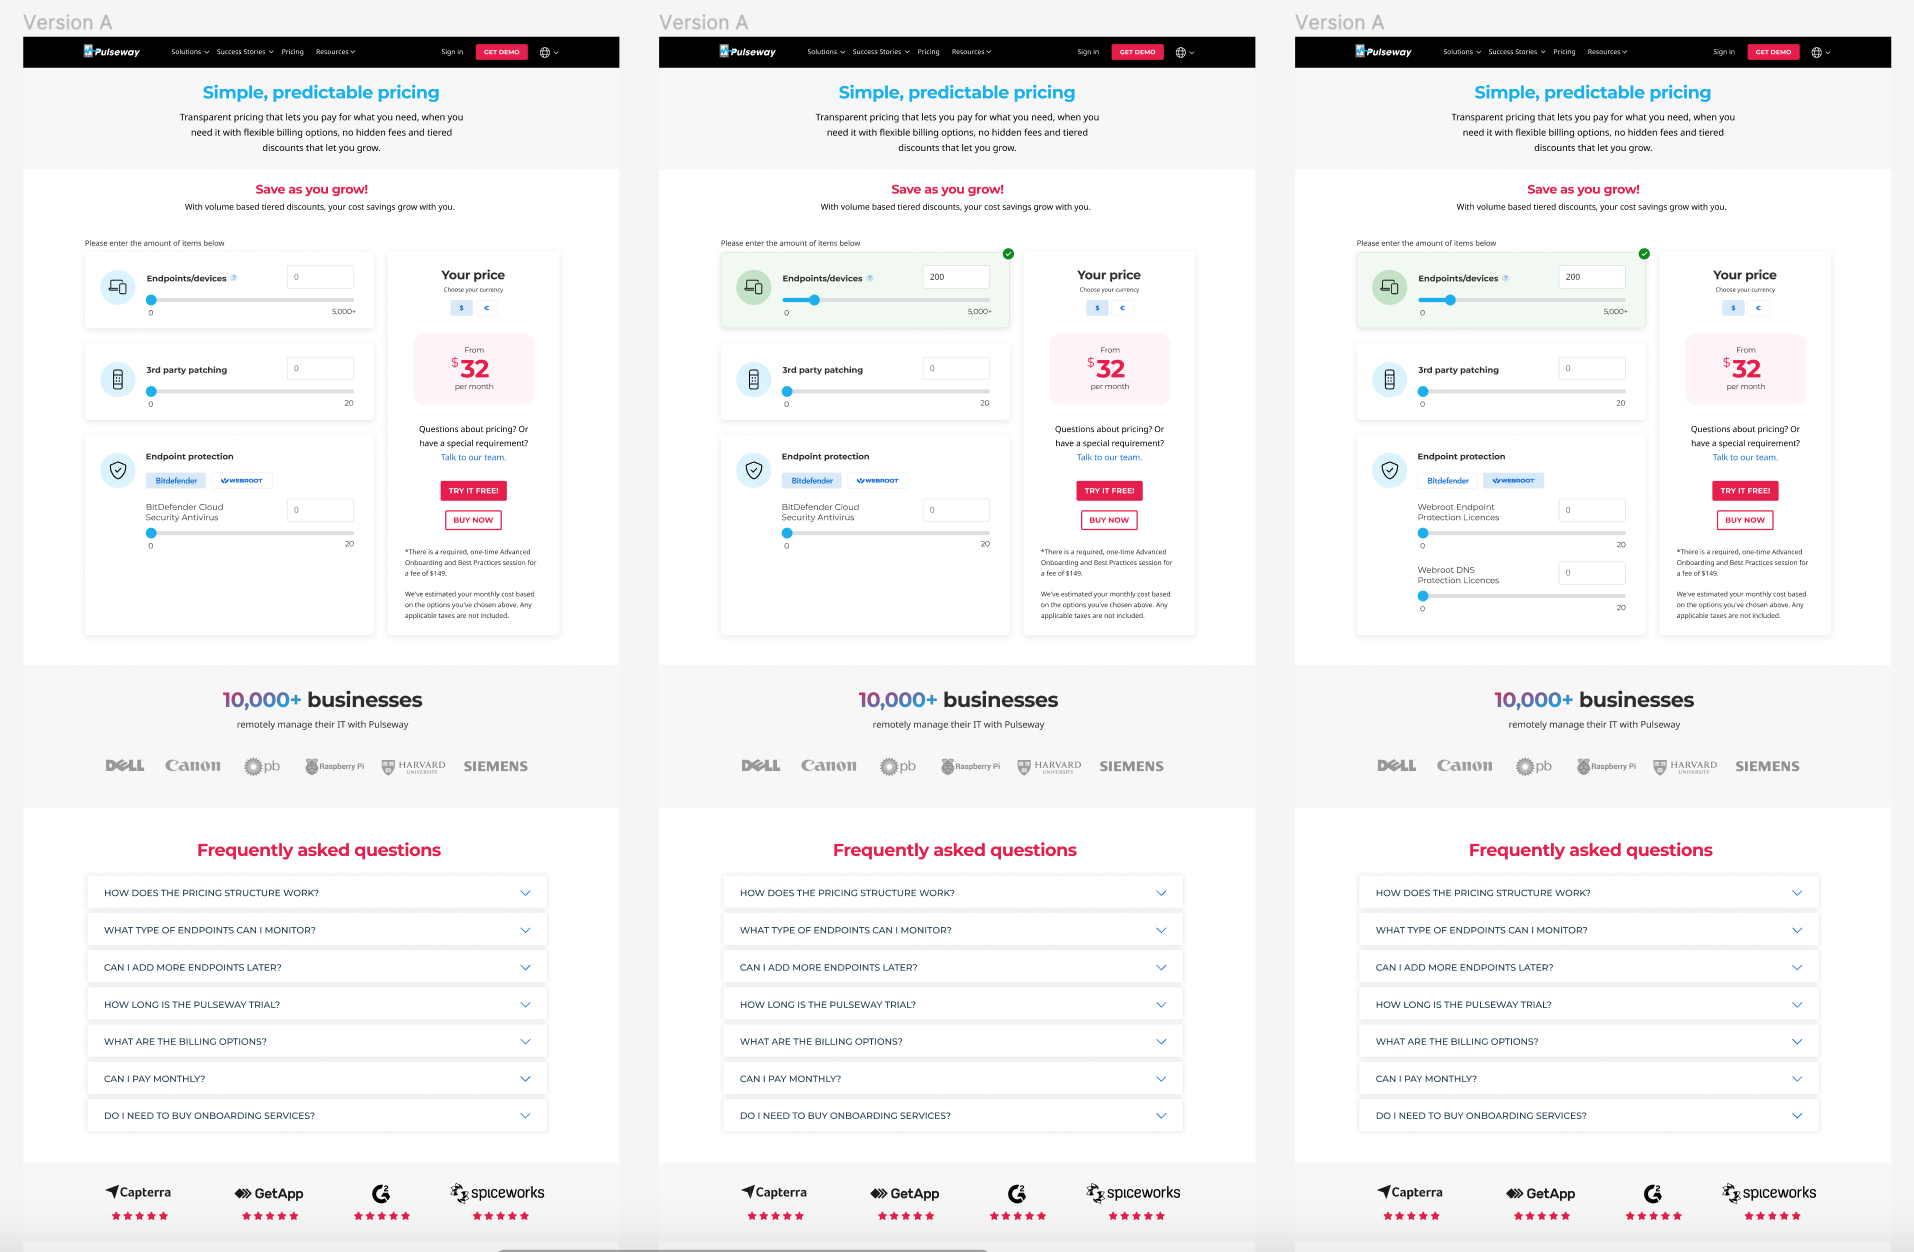 Version A
Pulseway
Solutions Success Stories Pricing Resources
Sign in GET DEMO
Simple, predictable pricing
Transparent pricing that lets you pay for what you need, when you
need it with flexible billing options, no hidden fees and tiered
discounts that let you grow.
Save as you grow!
With volume based tiered discounts, your cost savings grow with you.
Please enter the amount of items below
Endpoints/devices ? 0
0 5,000+
3rd party patching 0
0 20
Endpoint protection
Bitdefender WEBROOT
BitDefender Cloud
Security Antivirus
0
0 20
Your price
Choose your currency
$ €
From
$32
per month
Questions about pricing? Or
have a special requirement?
Talk to our team.
TRY IT FREE!
BUY NOW
*There is a required, one-time Advanced
Onboarding and Best Practices session for
a fee of $149.
We've estimated your monthly cost based
on the options you've chosen above. Any
applicable taxes are not included.
10,000+ businesses
remotely manage their IT with Pulseway
DELL Canon pb Raspberry Pi HARVARD UNIVERSITY SIEMENS
Frequently asked questions
HOW DOES THE PRICING STRUCTURE WORK?
WHAT TYPE OF ENDPOINTS CAN I MONITOR?
CAN I ADD MORE ENDPOINTS LATER?
HOW LONG IS THE PULSEWAY TRIAL?
WHAT ARE THE BILLING OPTIONS?
CAN I PAY MONTHLY?
DO I NEED TO BUY ONBOARDING SERVICES?
Capterra GetApp G2 spiceworks
Version A
Pulseway
Solutions Success Stories Pricing Resources
Sign in GET DEMO
Simple, predictable pricing
Transparent pricing that lets you pay for what you need, when you
need it with flexible billing options, no hidden fees and tiered
discounts that let you grow.
Save as you grow!
With volume based tiered discounts, your cost savings grow with you.
Please enter the amount of items below
Endpoints/devices ? 200
0 5,000+
3rd party patching 0
0 20
Endpoint protection
Bitdefender WEBROOT
BitDefender Cloud
Security Antivirus
0
0 20
Your price
Choose your currency
$ €
From
$32
per month
Questions about pricing? Or
have a special requirement?
Talk to our team.
TRY IT FREE!
BUY NOW
*There is a required, one-time Advanced
Onboarding and Best Practices session for
a fee of $149.
We've estimated your monthly cost based
on the options you've chosen above. Any
applicable taxes are not included.
10,000+ businesses
remotely manage their IT with Pulseway
DELL Canon pb Raspberry Pi HARVARD UNIVERSITY SIEMENS
Frequently asked questions
HOW DOES THE PRICING STRUCTURE WORK?
WHAT TYPE OF ENDPOINTS CAN I MONITOR?
CAN I ADD MORE ENDPOINTS LATER?
HOW LONG IS THE PULSEWAY TRIAL?
WHAT ARE THE BILLING OPTIONS?
CAN I PAY MONTHLY?
DO I NEED TO BUY ONBOARDING SERVICES?
Capterra GetApp G2 spiceworks
Version A
Pulseway
Solutions Success Stories Pricing Resources
Sign in GET DEMO
Simple, predictable pricing
Transparent pricing that lets you pay for what you need, when you
need it with flexible billing options, no hidden fees and tiered
discounts that let you grow.
Save as you grow!
With volume based tiered discounts, your cost savings grow with you.
Please enter the amount of items below
Endpoints/devices ? 200
0 5,000+
3rd party patching 0
0 20
Endpoint protection
Bitdefender WEBROOT
Webroot Endpoint
Protection Licences
0
0 20
Webroot DNS
Protection Licences
0
0 20
Your price
Choose your currency
$ €
From
$32
per month
Questions about pricing? Or
have a special requirement?
Talk to our team.
TRY IT FREE!
BUY NOW
*There is a required, one-time Advanced
Onboarding and Best Practices session for
a fee of $149.
We've estimated your monthly cost based
on the options you've chosen above. Any
applicable taxes are not included.
10,000+ businesses
remotely manage their IT with Pulseway
DELL Canon pb Raspberry Pi HARVARD UNIVERSITY SIEMENS
Frequently asked questions
HOW DOES THE PRICING STRUCTURE WORK?
WHAT TYPE OF ENDPOINTS CAN I MONITOR?
CAN I ADD MORE ENDPOINTS LATER?
HOW LONG IS THE PULSEWAY TRIAL?
WHAT ARE THE BILLING OPTIONS?
CAN I PAY MONTHLY?
DO I NEED TO BUY ONBOARDING SERVICES?
Capterra GetApp G2 spiceworks